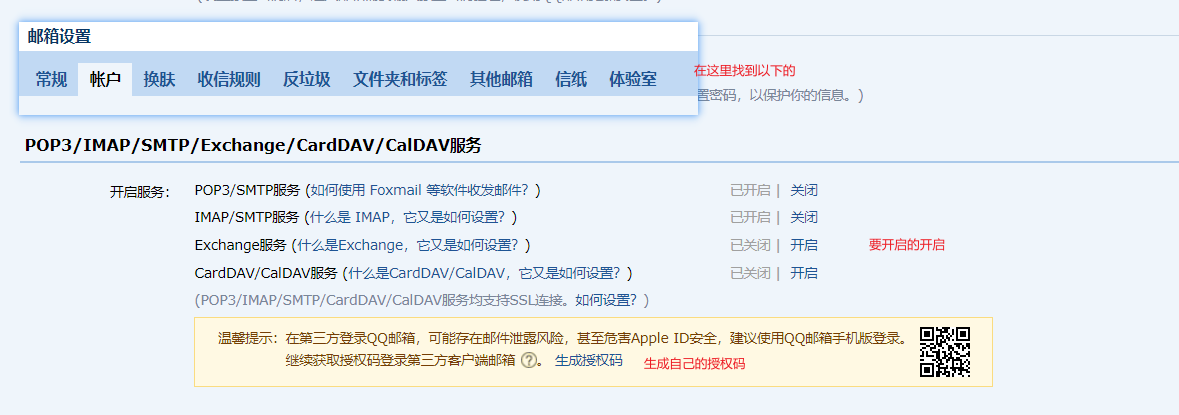 邮箱设置
常规 帐户 换肤 收信规则 反垃圾 文件夹和标签 其他邮箱 信纸 体验室
在这里找到以下的
置密码，以保护你的信息。)
POP3/IMAP/SMTP/Exchange/CardDAV/CalDAV服务
开启服务： POP3/SMTP服务 (如何使用 Foxmail 等软件收发邮件？) 已开启 | 关闭
IMAP/SMTP服务 (什么是 IMAP，它又是如何设置？) 已开启 | 关闭
Exchange服务 (什么是Exchange，它又是如何设置？) 已关闭 | 开启 要开启的开启
CardDAV/CalDAV服务 (什么是CardDAV/CalDAV，它又是如何设置？) 已关闭 | 开启
(POP3/IMAP/SMTP/CardDAV/CalDAV服务均支持SSL连接。如何设置？)
温馨提示：在第三方登录QQ邮箱，可能存在邮件泄露风险，甚至危害Apple ID安全，建议使用QQ邮箱手机版登录。
继续获取授权码登录第三方客户端邮箱 ? 。 生成授权码 生成自己的授权码